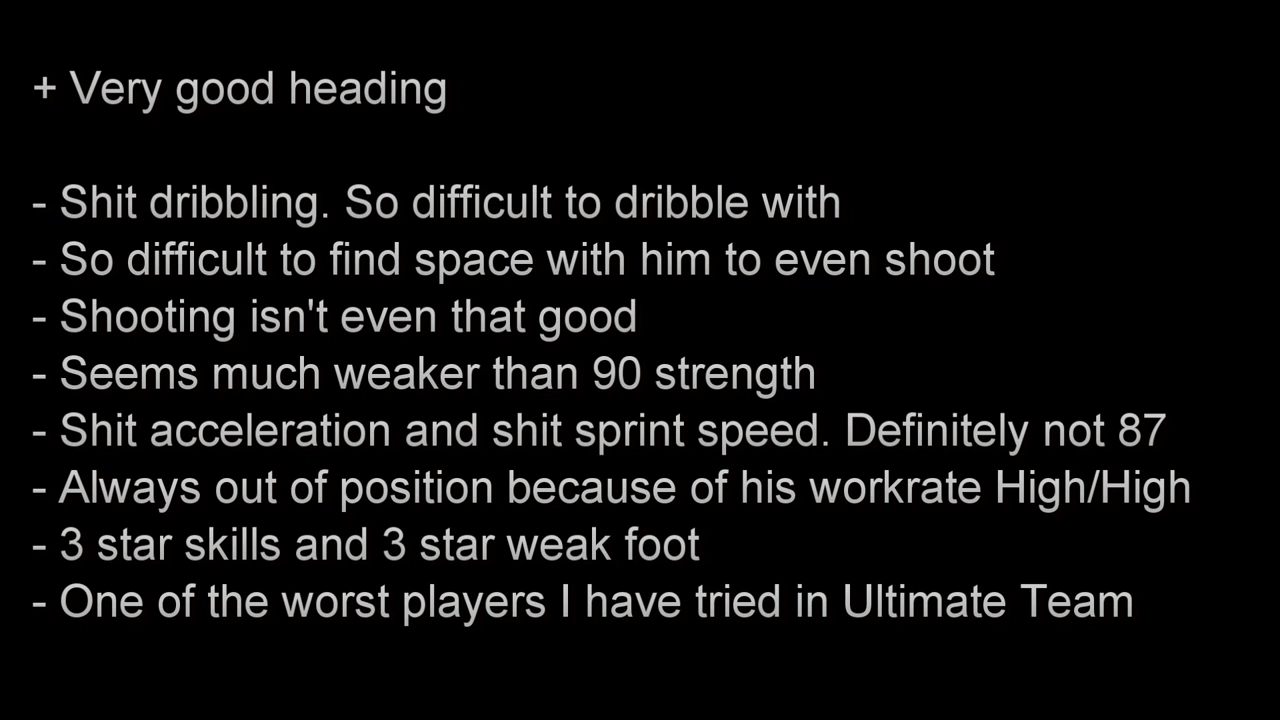 + Very good heading
- Shit dribbling. So difficult to dribble with
- So difficult to find space with him to even shoot
- Shooting isn't even that good
- Seems much weaker than 90 strength
- Shit acceleration and shit sprint speed. Definitely not 87
- Always out of position because of his workrate High/High
- 3 star skills and 3 star weak foot
- One of the worst players I have tried in Ultimate Team